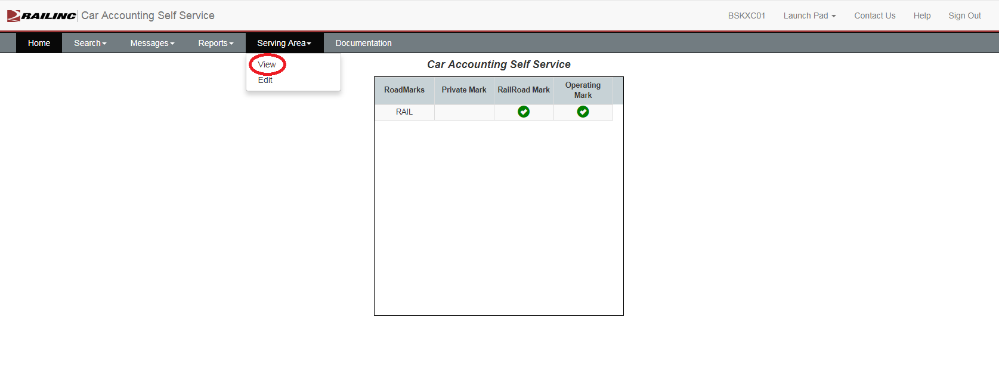 RAILINC Car Accounting Self Service BSKXC01 Launch Pad Contact Us Help Sign Out
Home Search Messages Reports Serving Area Documentation
View
Edit
Car Accounting Self Service
RoadMarks Private Mark RailRoad Mark Operating Mark
RAIL